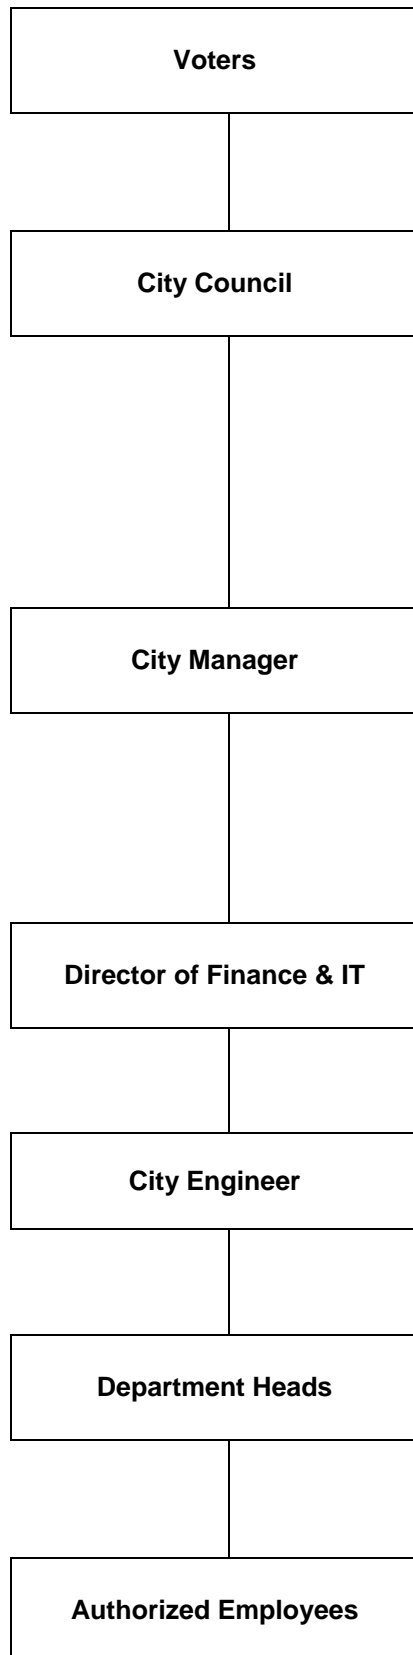 Voters
City Council
City Manager
Director of Finance & IT
City Engineer
Department Heads
Authorized Employees